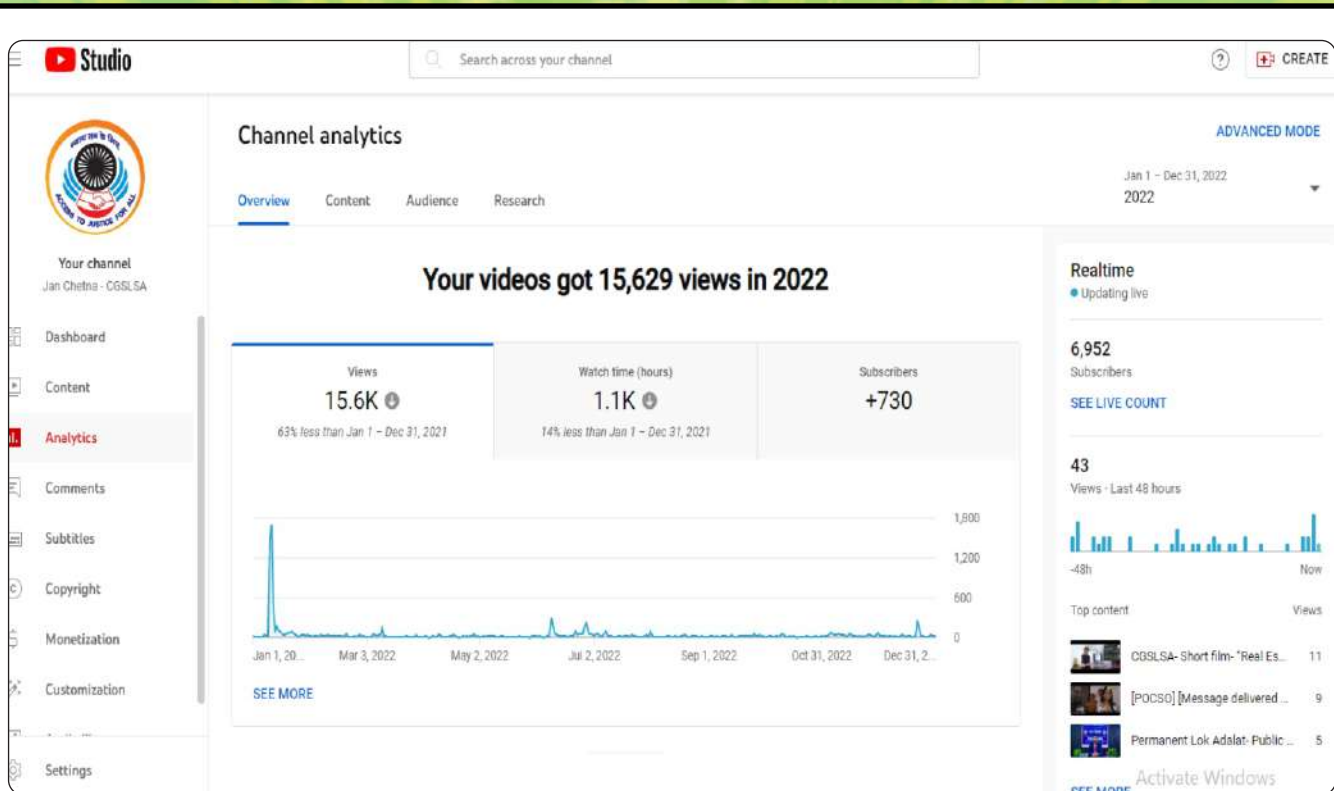 Studio
Search across your channel
CREATE
ACCESS TO JUSTICE FOR ALL
Your channel
Jan Chetna - CGSLSA
Dashboard
Content
Analytics
Comments
Subtitles
Copyright
Monetization
Customization
Settings
Channel analytics
ADVANCED MODE
Jan 1 – Dec 31, 2022
2022
Overview Content Audience Research
Your videos got 15,629 views in 2022
Views
15.6K
63% less than Jan 1 – Dec 31, 2021
Watch time (hours)
1.1K
14% less than Jan 1 – Dec 31, 2021
Subscribers
+730
1,800
1,200
600
0
Jan 1, 20... Mar 3, 2022 May 2, 2022 Jul 2, 2022 Sep 1, 2022 Oct 31, 2022 Dec 31, 2...
SEE MORE
Realtime
Updating live
6,952
Subscribers
SEE LIVE COUNT
43
Views · Last 48 hours
-48h Now
Top content Views
CGSLSA- Short film- "Real Es... 11
[POCSO] [Message delivered ... 9
Permanent Lok Adalat- Public ... 5
SEE MORE
Activate Windows